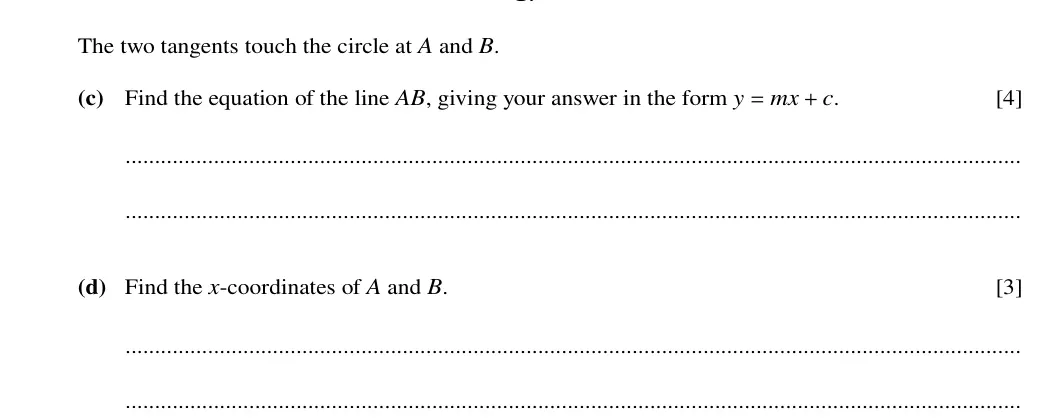 The two tangents touch the circle at A and B.
(c) Find the equation of the line AB, giving your answer in the form y = mx + c. [4]
(d) Find the x-coordinates of A and B. [3]